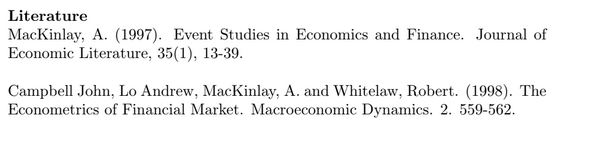 Literature
MacKinlay, A. (1997). Event Studies in Economics and Finance. Journal of
Economic Literature, 35(1), 13-39.
Campbell John, Lo Andrew, MacKinlay, A. and Whitelaw, Robert. (1998). The
Econometrics of Financial Market. Macroeconomic Dynamics. 2. 559-562.